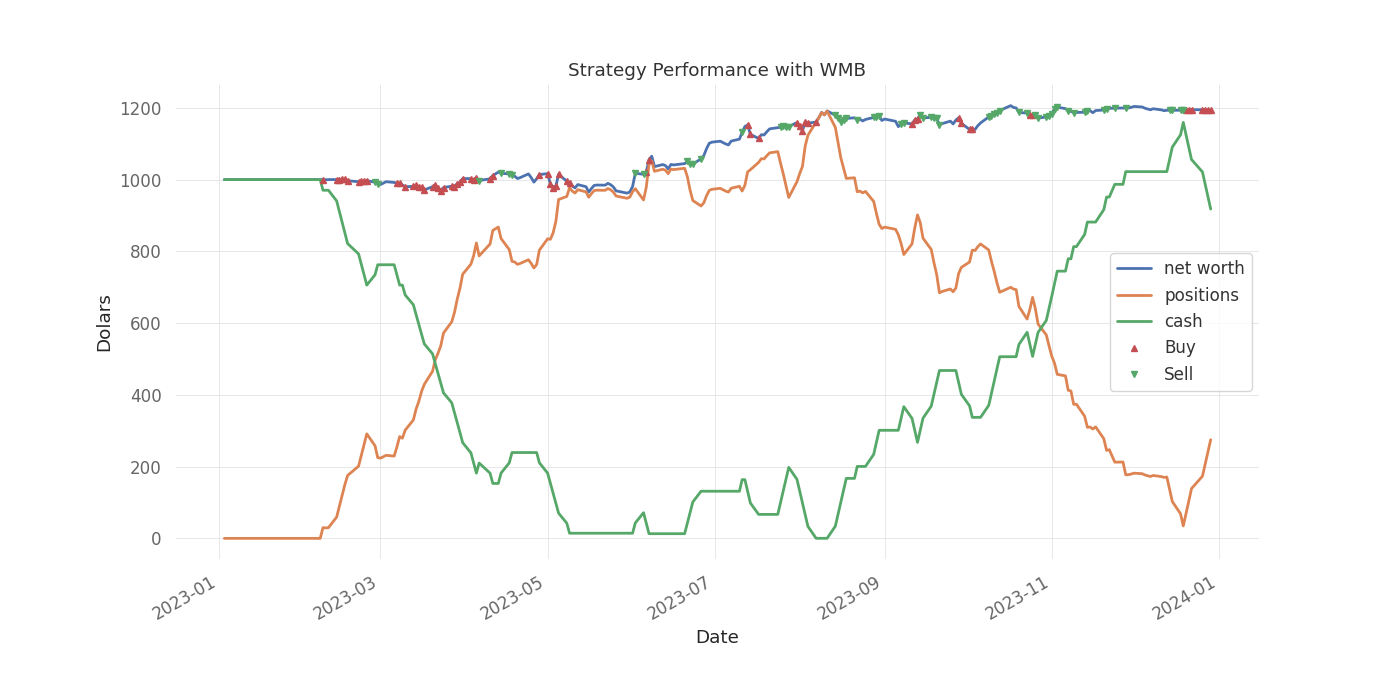 Strategy Performance with WMB
1200
1000
800
600
400
200
0
Dolars
net worth
positions
cash
Buy
Sell
2023-01
2023-03
2023-05
2023-07
2023-09
2023-11
2024-01
Date